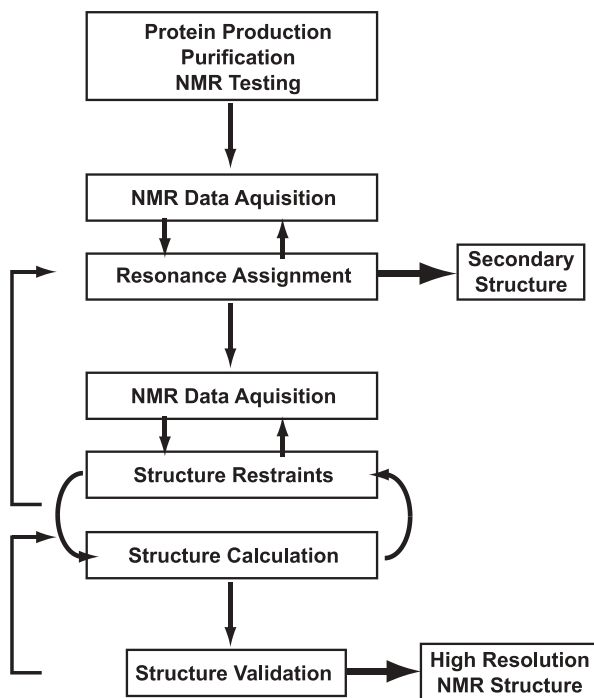 Protein Production
Purification
NMR Testing
NMR Data Aquisition
Resonance Assignment
Secondary
Structure
NMR Data Aquisition
Structure Restraints
Structure Calculation
Structure Validation
High Resolution
NMR Structure